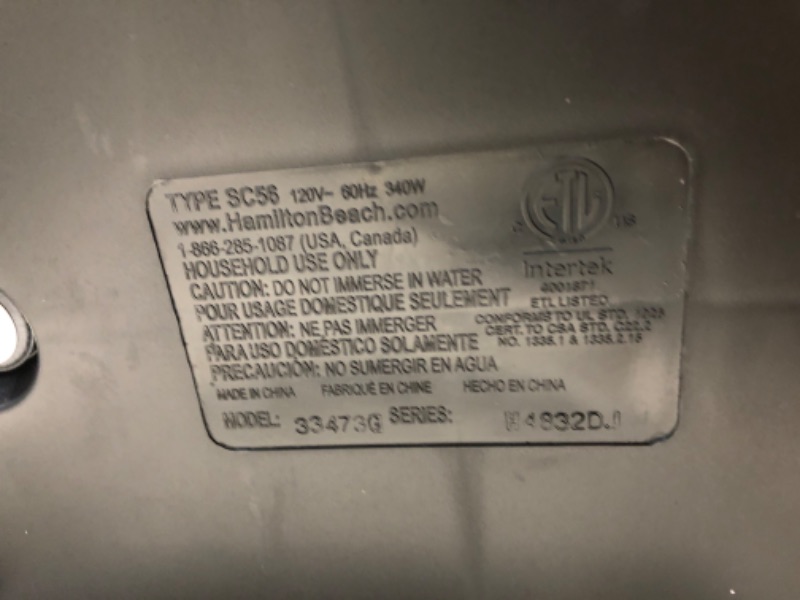 TYPE SC56 120V~ 60Hz 340W
www.HamiltonBeach.com
1-866-285-1087 (USA, Canada)
HOUSEHOLD USE ONLY
CAUTION: DO NOT IMMERSE IN WATER
POUR USAGE DOMESTIQUE SEULEMENT
ATTENTION: NE PAS IMMERGER
PARA USO DOMÉSTICO SOLAMENTE
PRECAUCIÓN: NO SUMERGIR EN AGUA
MADE IN CHINA FABRIQUÉ EN CHINE HECHO EN CHINA
MODEL: 33473G SERIES:
ETL
US
Intertek
4001871
ETL LISTED
CONFORMS TO UL STD.
CERT. TO CSA STD. C22.2
NO. 1335.1 & 1335.2.15